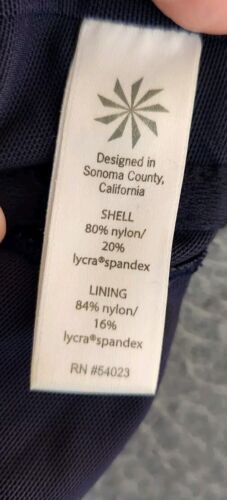 Designed in
Sonoma County,
California
SHELL
80% nylon/
20%
lycra®spandex
LINING
84% nylon/
16%
lycra®spandex
RN #54023